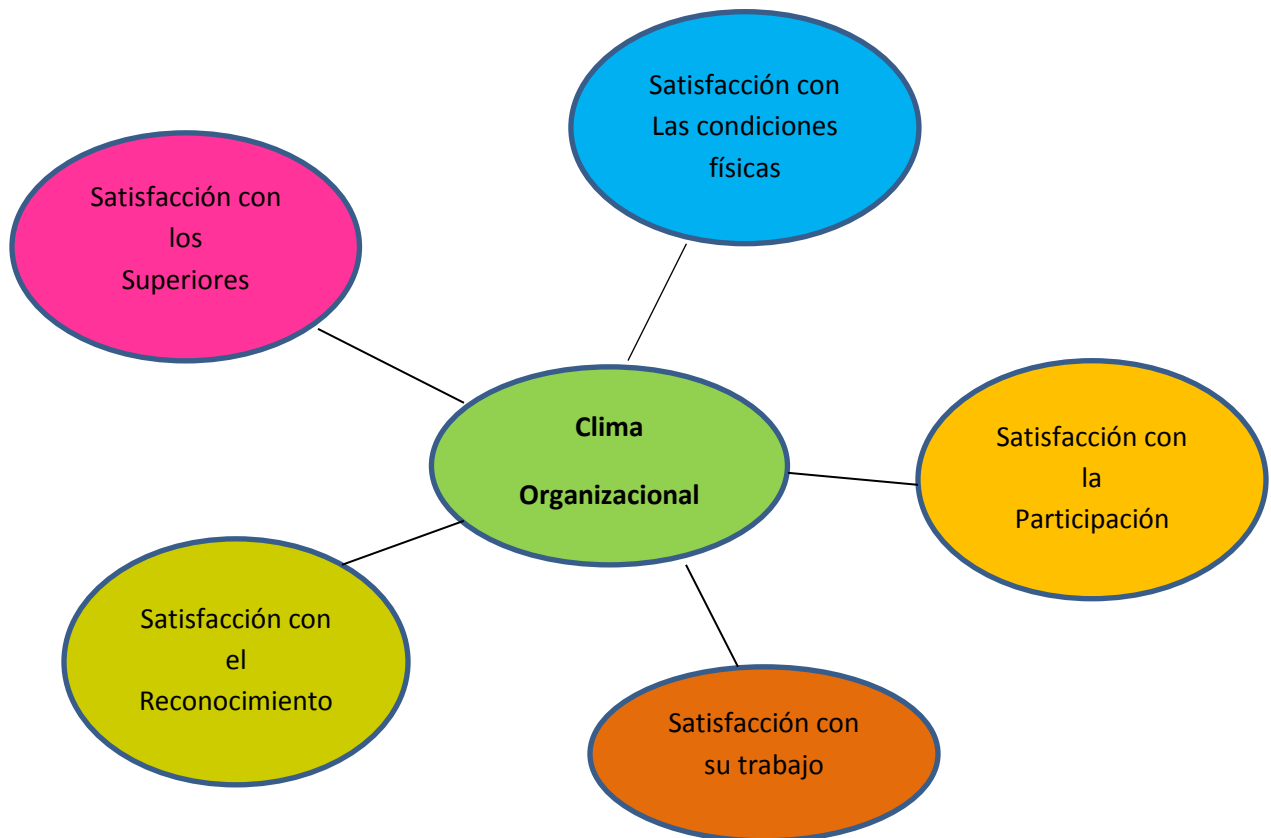 Satisfacción con
Las condiciones
físicas
Satisfacción con
los
Superiores
Clima
Organizacional
Satisfacción con
la
Participación
Satisfacción con
el
Reconocimiento
Satisfacción con
su trabajo